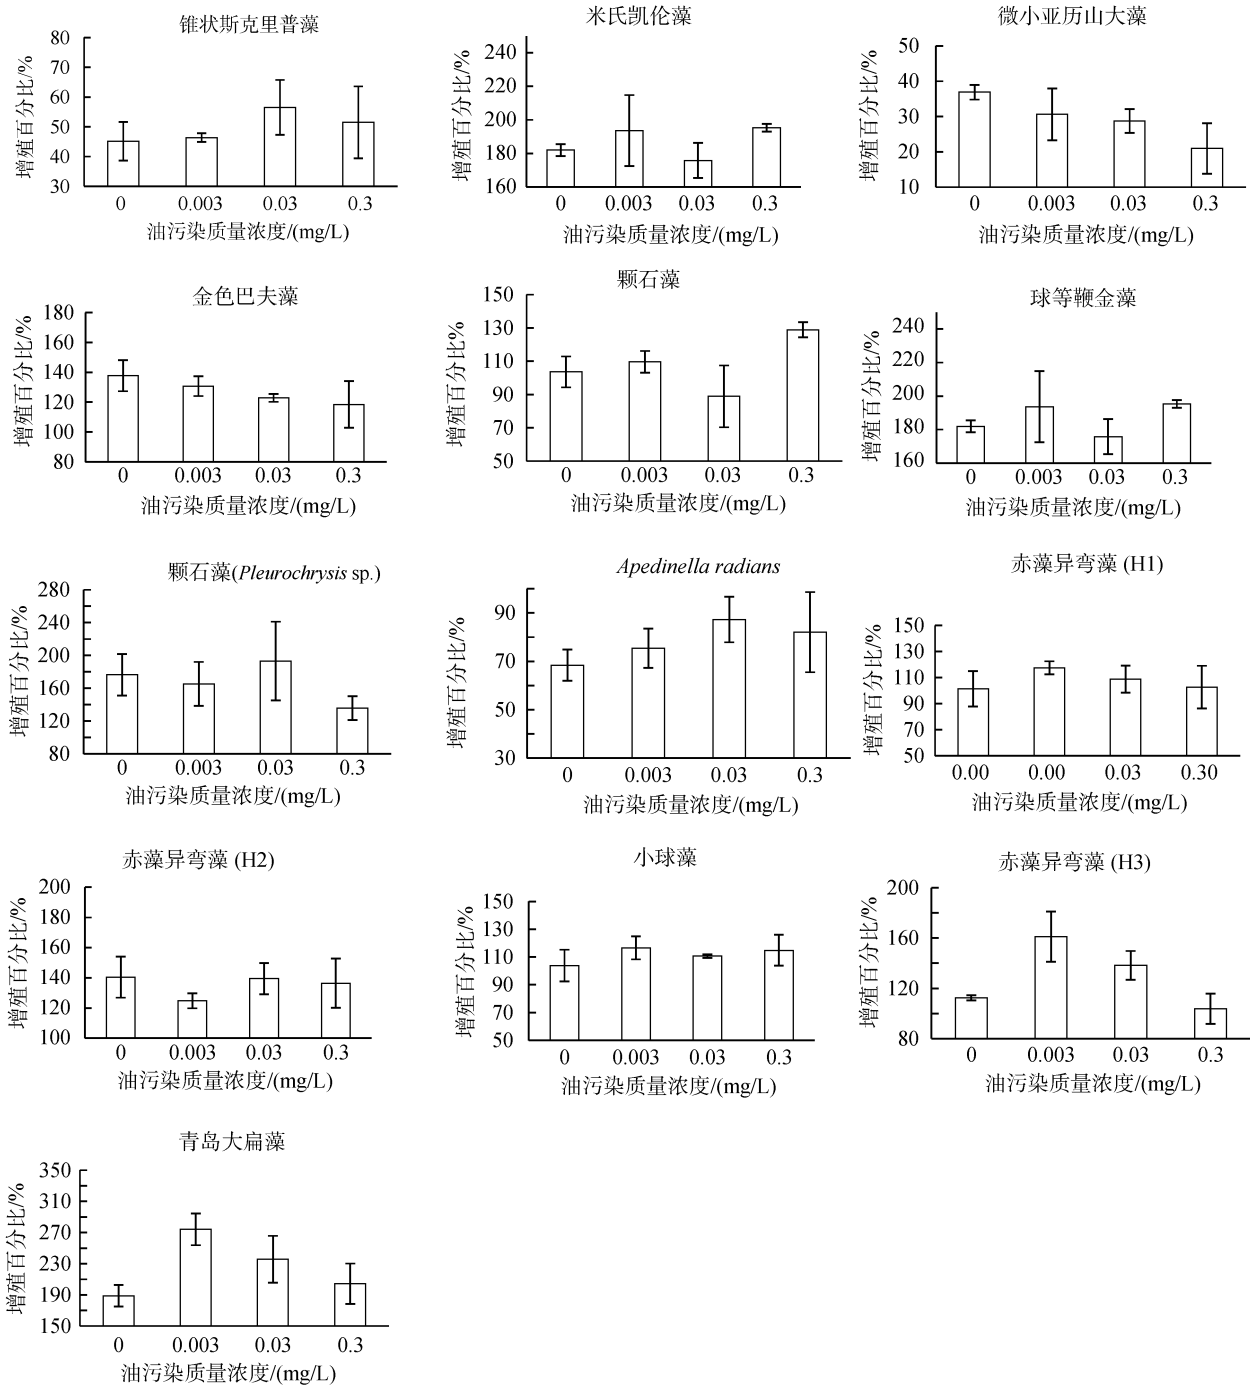 锥状斯克里普藻
增殖百分比/%
80
70
60
50
40
30
0 0.003 0.03 0.3
油污染质量浓度/(mg/L)
米氏凯伦藻
增殖百分比/%
240
220
200
180
160
0 0.003 0.03 0.3
油污染质量浓度/(mg/L)
微小亚历山大藻
增殖百分比/%
50
40
30
20
10
0 0.003 0.03 0.3
油污染质量浓度/(mg/L)
金色巴夫藻
增殖百分比/%
180
160
140
120
100
80
0 0.003 0.03 0.3
油污染质量浓度/(mg/L)
颗石藻
增殖百分比%
150
130
110
90
70
50
0 0.003 0.03 0.3
油污染质量浓度/(mg/L)
球等鞭金藻
增殖百分比/%
240
220
200
180
160
0 0.003 0.03 0.3
油污染质量浓度/(mg/L)
颗石藻(Pleurochrysis sp.)
增殖百分比/%
280
240
200
160
120
80
0 0.003 0.03 0.3
油污染质量浓度/(mg/L)
Apedinella radians
增殖百分比/%
90
70
50
30
0 0.003 0.03 0.3
油污染质量浓度/(mg/L)
赤藻异弯藻 (H1)
增殖百分比/%
150
130
110
90
70
50
0.00 0.00 0.03 0.30
油污染质量浓度/(mg/L)
赤藻异弯藻 (H2)
增殖百分比/%
200
180
160
140
120
100
0 0.003 0.03 0.3
油污染质量浓度/(mg/L)
小球藻
增殖百分比/%
150
130
110
90
70
50
0 0.003 0.03 0.3
油污染质量浓度/(mg/L)
赤藻异弯藻 (H3)
增殖百分比/%
200
160
120
80
0 0.003 0.03 0.3
油污染质量浓度/(mg/L)
青岛大扁藻
增殖百分比/%
350
310
270
230
190
150
0 0.003 0.03 0.3
油污染质量浓度/(mg/L)